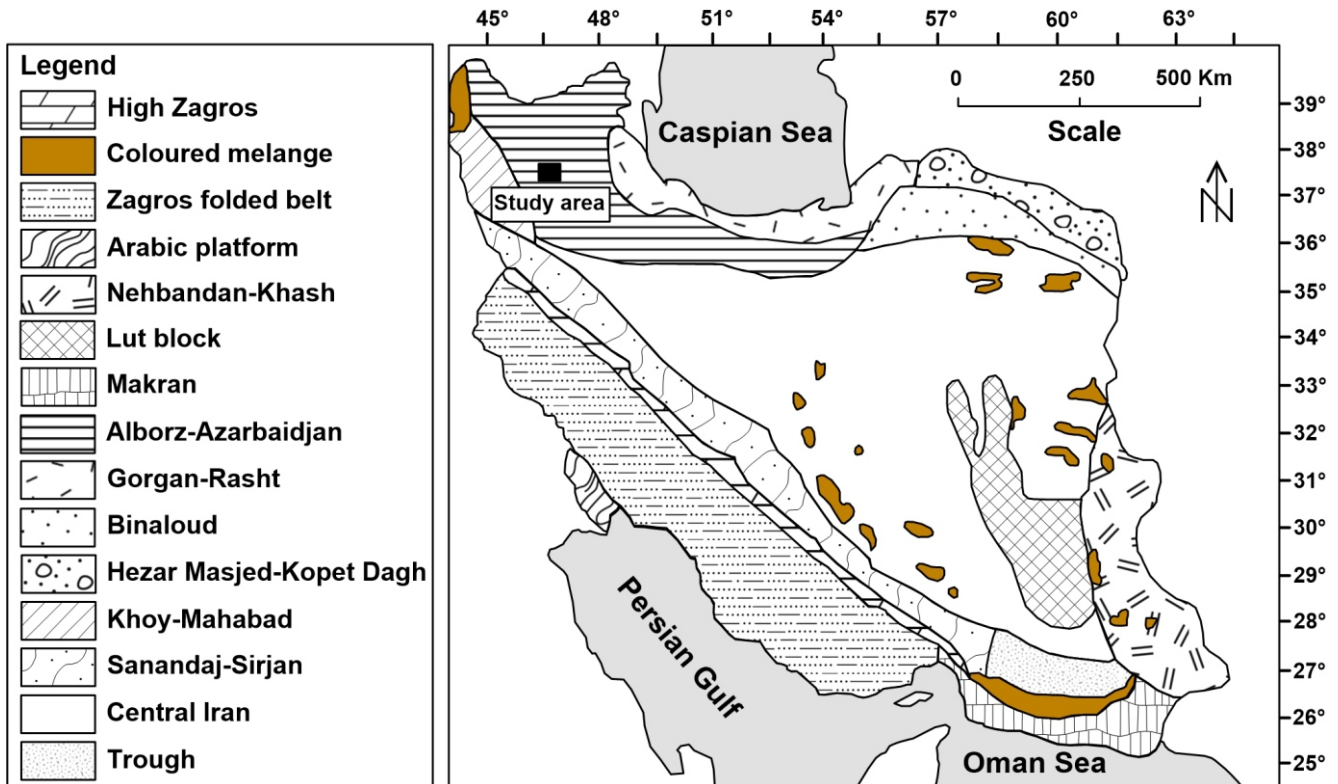 Legend
High Zagros
Coloured melange
Zagros folded belt
Arabic platform
Nehbandan-Khash
Lut block
Makran
Alborz-Azarbaidjan
Gorgan-Rasht
Binaloud
Hezar Masjed-Kopet Dagh
Khoy-Mahabad
Sanandaj-Sirjan
Central Iran
Trough
45° 48° 51° 54° 57° 60° 63°
0 250 500 Km
Scale
Caspian Sea
Study area
N
Persian Gulf
Oman Sea
39°
38°
37°
36°
35°
34°
33°
32°
31°
30°
29°
28°
27°
26°
25°